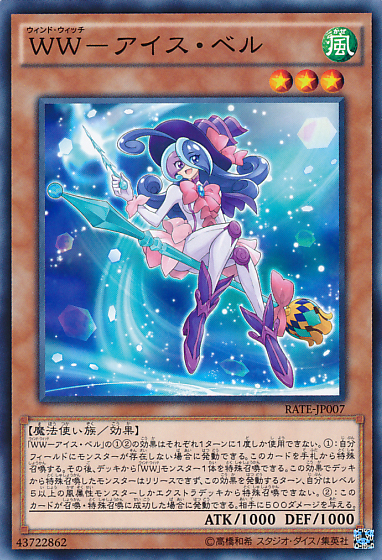 ウィンド・ウィッチ
WW－アイス・ベル
風
RATE-JP007
【魔法使い族／効果】
「WW－アイス・ベル」の①②の効果はそれぞれ1ターンに1度しか使用できない。①：自分
フィールドにモンスターが存在しない場合に発動できる。このカードを手札から特殊
召喚する。その後、デッキから「WW」モンスター1体を特殊召喚できる。この効果でデッキ
から特殊召喚したモンスターはリリースできず、この効果を発動するターン、自分はレベル
5以上の風属性モンスターしかエクストラデッキから特殊召喚できない。②：この
カードが召喚・特殊召喚に成功した場合に発動できる。相手に500ダメージを与える。
ATK/1000 DEF/1000
43722862
©高橋和希 スタジオ・ダイス/集英社